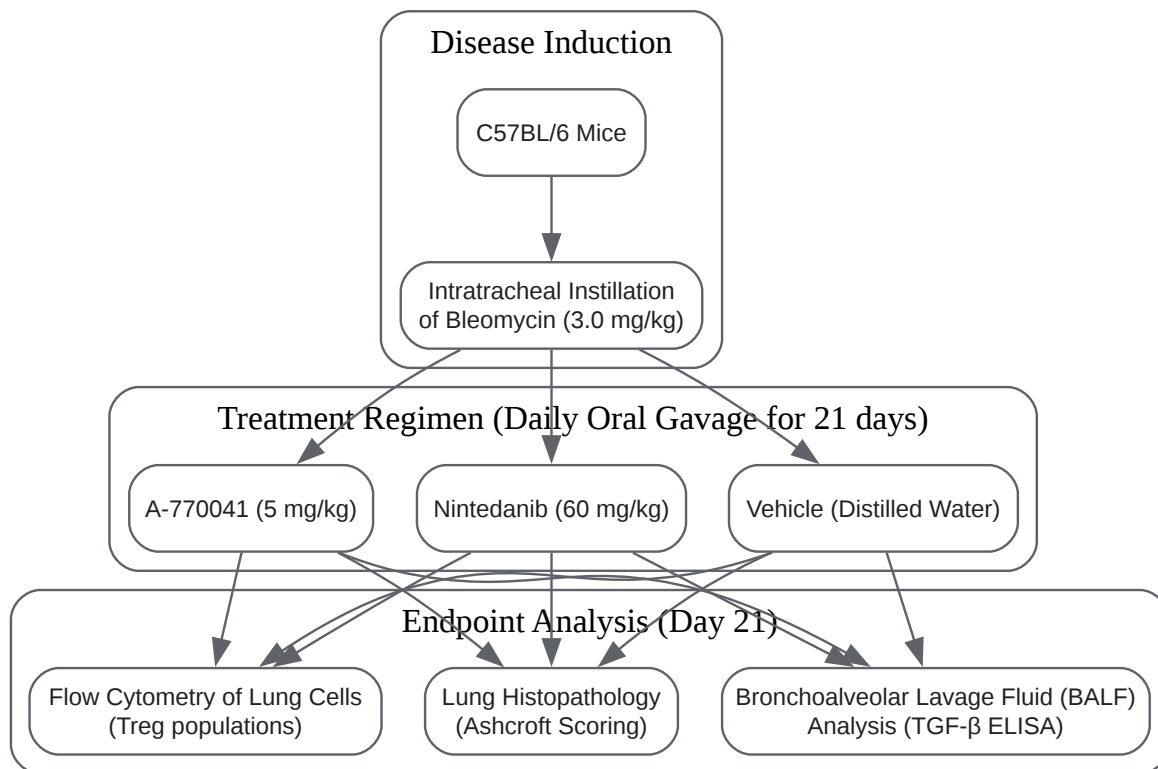 Disease Induction
C57BL/6 Mice
Intratracheal Instillation
of Bleomycin (3.0 mg/kg)
Treatment Regimen (Daily Oral Gavage for 21 days)
A-770041 (5 mg/kg)
Nintedanib (60 mg/kg)
Vehicle (Distilled Water)
Endpoint Analysis (Day 21)
Flow Cytometry of Lung Cells
(Treg populations)
Lung Histopathology
(Ashcroft Scoring)
Bronchoalveolar Lavage Fluid (BALF)
Analysis (TGF-β ELISA)